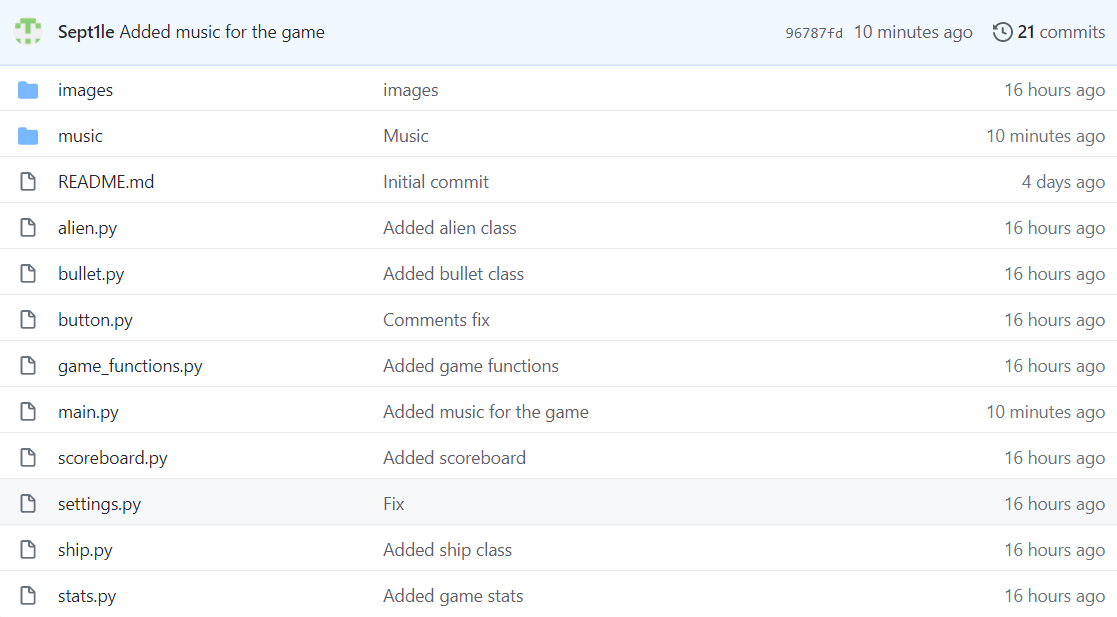 Sept1le Added music for the game 96787fd 10 minutes ago 21 commits
images images 16 hours ago
music Music 10 minutes ago
README.md Initial commit 4 days ago
alien.py Added alien class 16 hours ago
bullet.py Added bullet class 16 hours ago
button.py Comments fix 16 hours ago
game_functions.py Added game functions 16 hours ago
main.py Added music for the game 10 minutes ago
scoreboard.py Added scoreboard 16 hours ago
settings.py Fix 16 hours ago
ship.py Added ship class 16 hours ago
stats.py Added game stats 16 hours ago